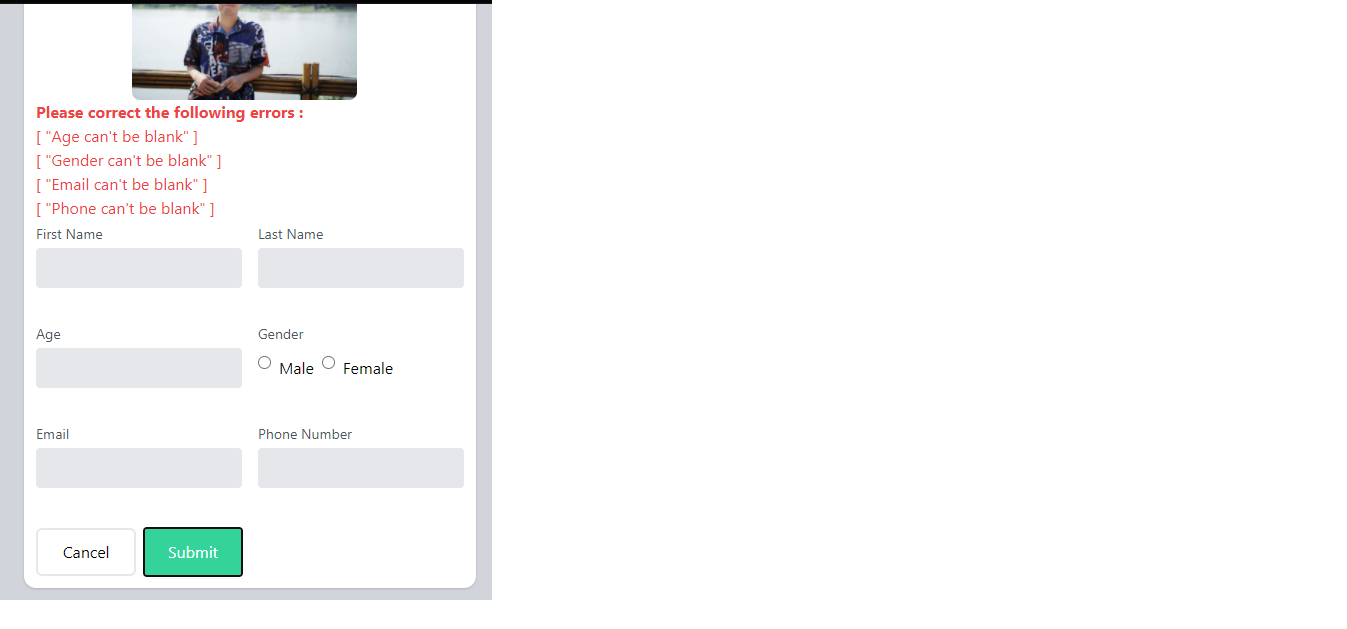 Please correct the following errors :
[ "Age can't be blank" ]
[ "Gender can't be blank" ]
[ "Email can't be blank" ]
[ "Phone can't be blank" ]
First Name Last Name
Age Gender
Male Female
Email Phone Number
Cancel Submit